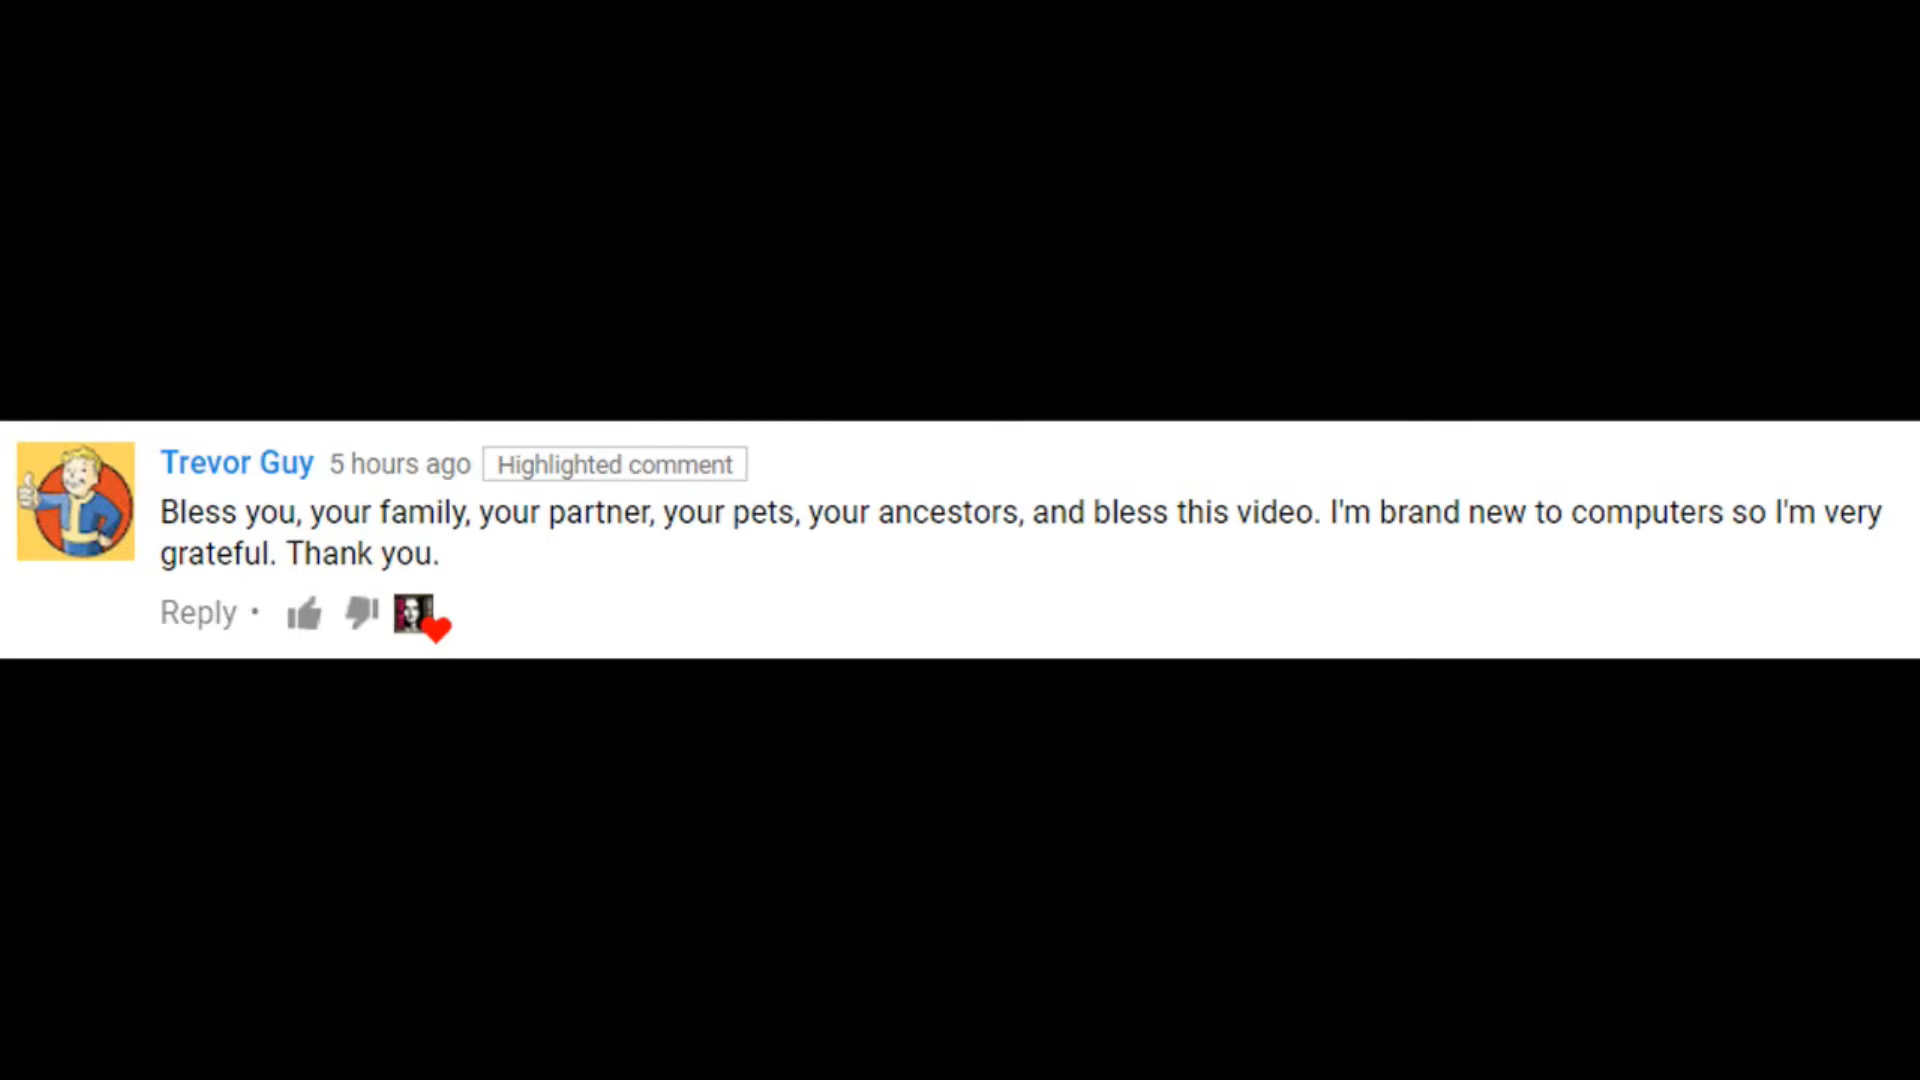 Trevor Guy 5 hours ago Highlighted comment
Bless you, your family, your partner, your pets, your ancestors, and bless this video. I'm brand new to computers so I'm very
grateful. Thank you.
Reply •